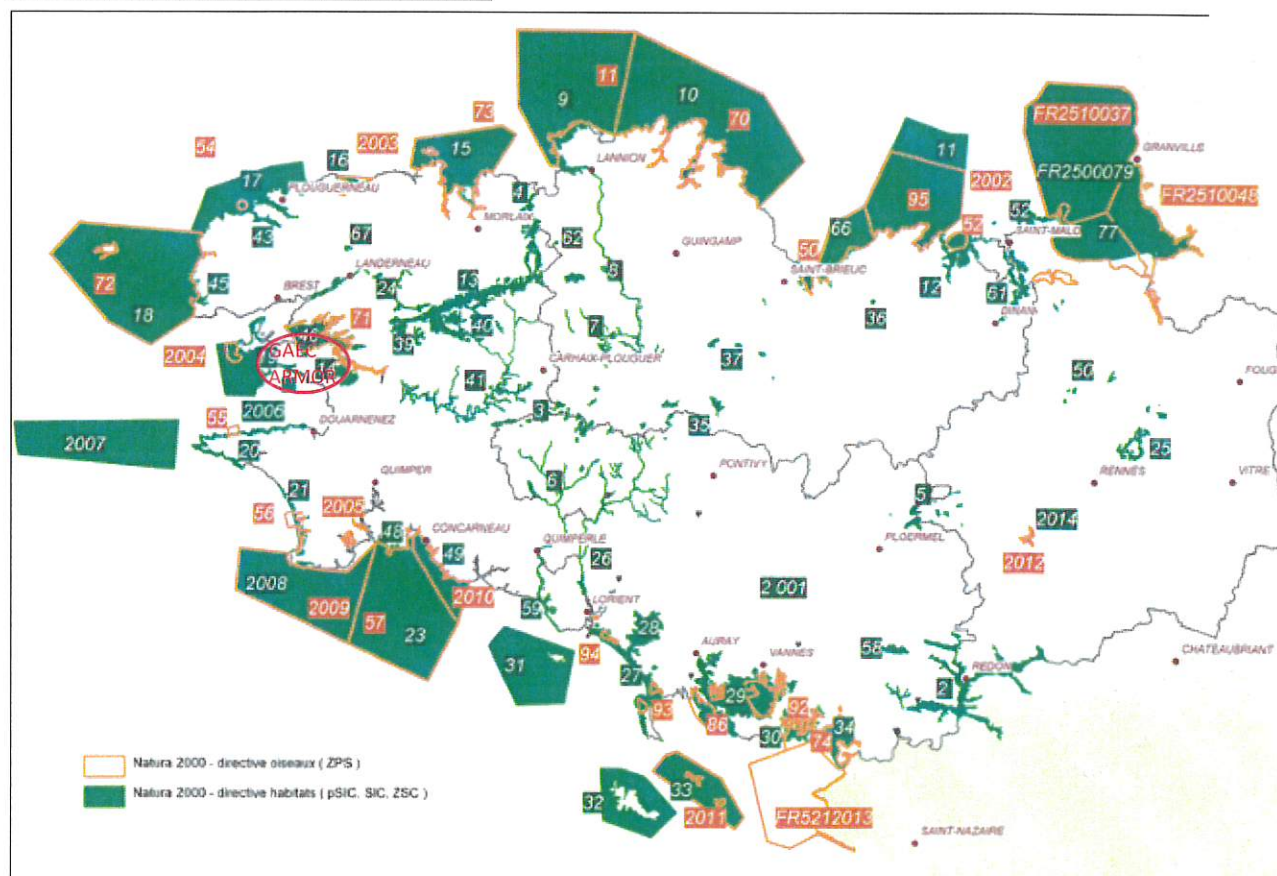 11
9
10
FR2510037
73
70
2003
15
54
16
GRANVILLE
17
LANNION
11
FR2500079
PLOUGUERNEAU
4
2002
FR2510048
MORLAIX
95
52
52
SAINT-MALO
43
67
62
GUINGAMP
66
77
50
72
LANDERNEAU
SAINT-BRIEUC
45
13
BREST
24
12
61
18
71
36
DINAN
40
7
2004
39
GAEC
ARMOR
CARHAIX-PLOUGUER
37
50
41
FOUG
2006
3
55
DOUARNENEZ
35
2007
20
25
QUIMPER
PONTIVY
RENNES
VITRE
21
6
5
56
2005
2014
48
CONCARNEAU
QUIMPERLE
PLOERMEL
49
26
2012
2008
2 001
2009
2010
59
57
LORIENT
23
28
31
94
AURAY
VANNES
58
CHATEAUBRIANT
27
REDON
29
2
93
92
86
30
34
74
Natura 2000 - directive oiseaux ( ZPS )
33
Natura 2000 - directive habitats ( pSIC, SIC, ZSC )
32
2011
FR5212013
SAINT-NAZAIRE